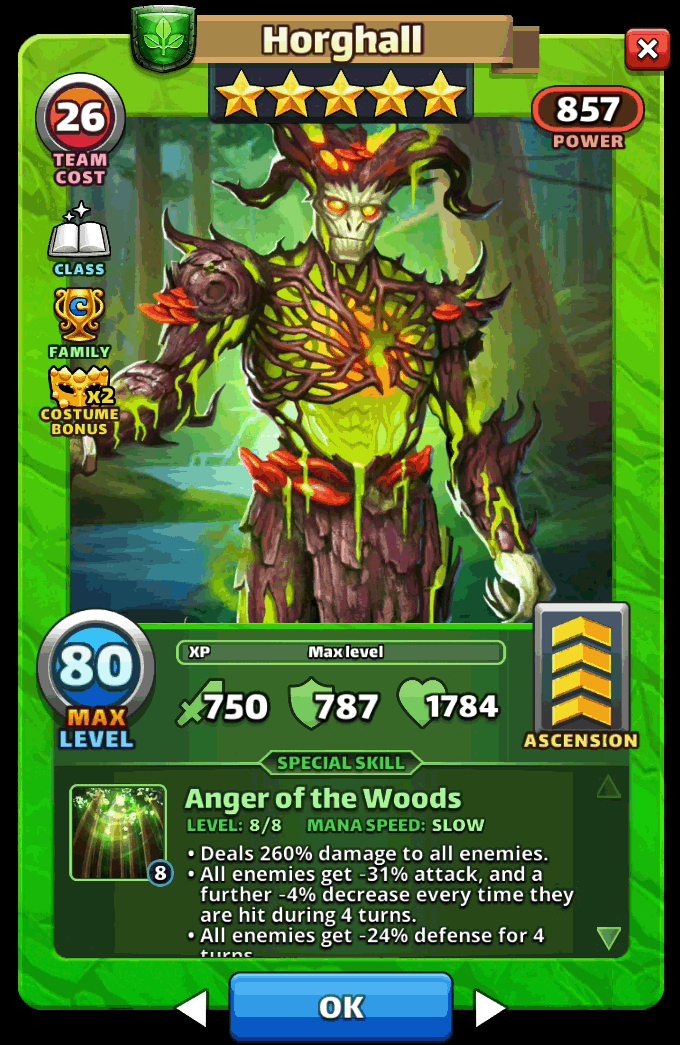 Horghall
26
TEAM
COST
857
POWER
CLASS
C
FAMILY
x2
COSTUME
BONUS
80
MAX
LEVEL
XP
Max level
750
787
1784
ASCENSION
SPECIAL SKILL
Anger of the Woods
LEVEL: 8/8 MANA SPEED: SLOW
8
• Deals 260% damage to all enemies.
• All enemies get -31% attack, and a
further -4% decrease every time they
are hit during 4 turns.
• All enemies get -24% defense for 4
turns
OK